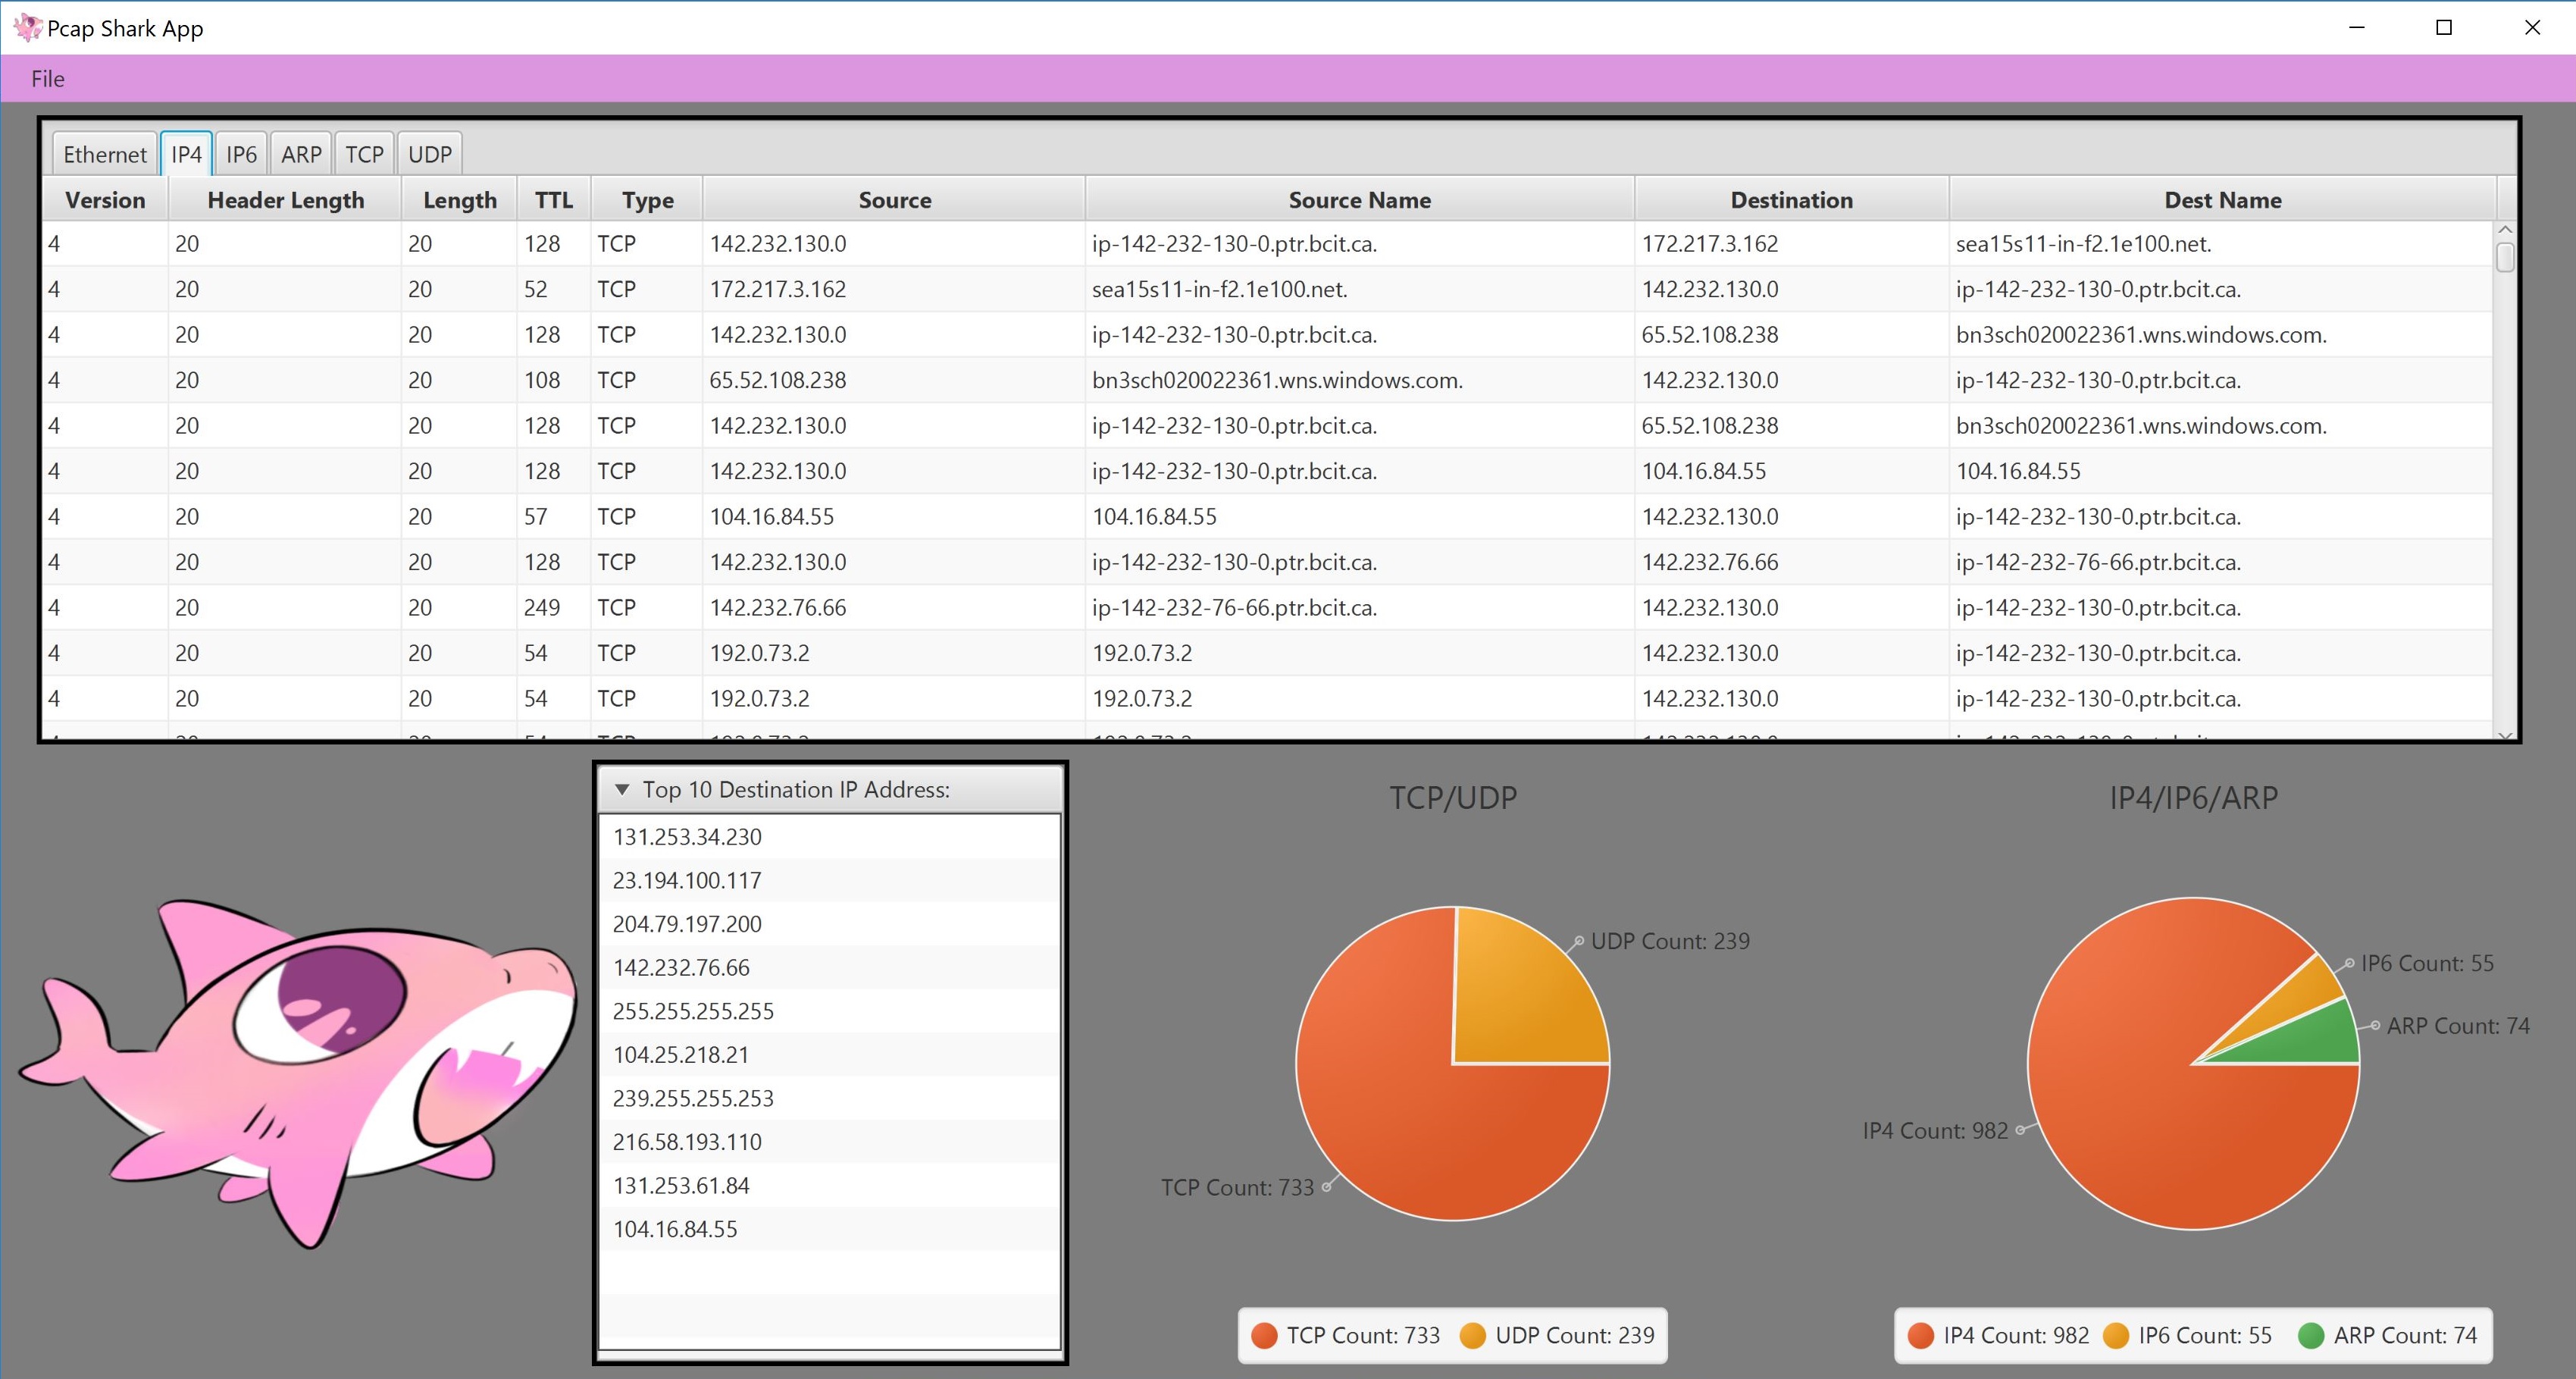 Pcap Shark App
File
Ethernet IP4 IP6 ARP TCP UDP
Version Header Length Length TTL Type Source Source Name Destination Dest Name
4 20 20 128 TCP 142.232.130.0 ip-142-232-130-0.ptr.bcit.ca. 172.217.3.162 sea15s11-in-f2.1e100.net.
4 20 20 52 TCP 172.217.3.162 sea15s11-in-f2.1e100.net. 142.232.130.0 ip-142-232-130-0.ptr.bcit.ca.
4 20 20 128 TCP 142.232.130.0 ip-142-232-130-0.ptr.bcit.ca. 65.52.108.238 bn3sch020022361.wns.windows.com.
4 20 20 108 TCP 65.52.108.238 bn3sch020022361.wns.windows.com. 142.232.130.0 ip-142-232-130-0.ptr.bcit.ca.
4 20 20 128 TCP 142.232.130.0 ip-142-232-130-0.ptr.bcit.ca. 65.52.108.238 bn3sch020022361.wns.windows.com.
4 20 20 128 TCP 142.232.130.0 ip-142-232-130-0.ptr.bcit.ca. 104.16.84.55 104.16.84.55
4 20 20 57 TCP 104.16.84.55 104.16.84.55 142.232.130.0 ip-142-232-130-0.ptr.bcit.ca.
4 20 20 128 TCP 142.232.130.0 ip-142-232-130-0.ptr.bcit.ca. 142.232.76.66 ip-142-232-76-66.ptr.bcit.ca.
4 20 20 249 TCP 142.232.76.66 ip-142-232-76-66.ptr.bcit.ca. 142.232.130.0 ip-142-232-130-0.ptr.bcit.ca.
4 20 20 54 TCP 192.0.73.2 192.0.73.2 142.232.130.0 ip-142-232-130-0.ptr.bcit.ca.
4 20 20 54 TCP 192.0.73.2 192.0.73.2 142.232.130.0 ip-142-232-130-0.ptr.bcit.ca.
Top 10 Destination IP Address:
131.253.34.230
23.194.100.117
204.79.197.200
142.232.76.66
255.255.255.255
104.25.218.21
239.255.255.253
216.58.193.110
131.253.61.84
104.16.84.55
TCP/UDP
UDP Count: 239
TCP Count: 733
TCP Count: 733 UDP Count: 239
IP4/IP6/ARP
IP6 Count: 55
ARP Count: 74
IP4 Count: 982
IP4 Count: 982 IP6 Count: 55 ARP Count: 74